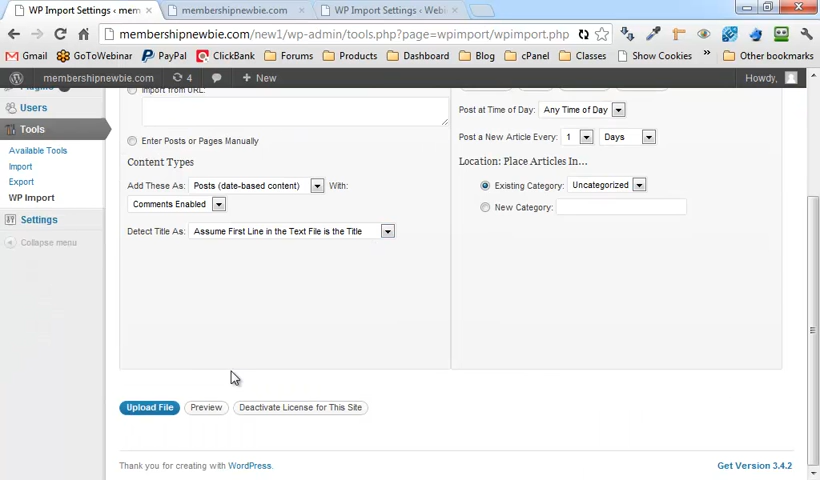 WP Import Settings ‹ mem
membershipnewbie.com
WP Import Settings ‹ Web
membershipnewbie.com/new1/wp-admin/tools.php?page=wpimport/wpimport.php
Gmail GoToWebinar PayPal ClickBank Forums Products Dashboard Blog cPanel Classes Show Cookies » Other bookmarks
membershipnewbie.com 4 + New Howdy,
Users
Tools
Available Tools
Import
Export
WP Import
Settings
Collapse menu
Import from URL:
Enter Posts or Pages Manually
Content Types
Add These As: Posts (date-based content) With:
Comments Enabled
Detect Title As: Assume First Line in the Text File is the Title
Post at Time of Day: Any Time of Day
Post a New Article Every: 1 Days
Location: Place Articles In...
Existing Category: Uncategorized
New Category:
Upload File Preview Deactivate License for This Site
Thank you for creating with WordPress.
Get Version 3.4.2